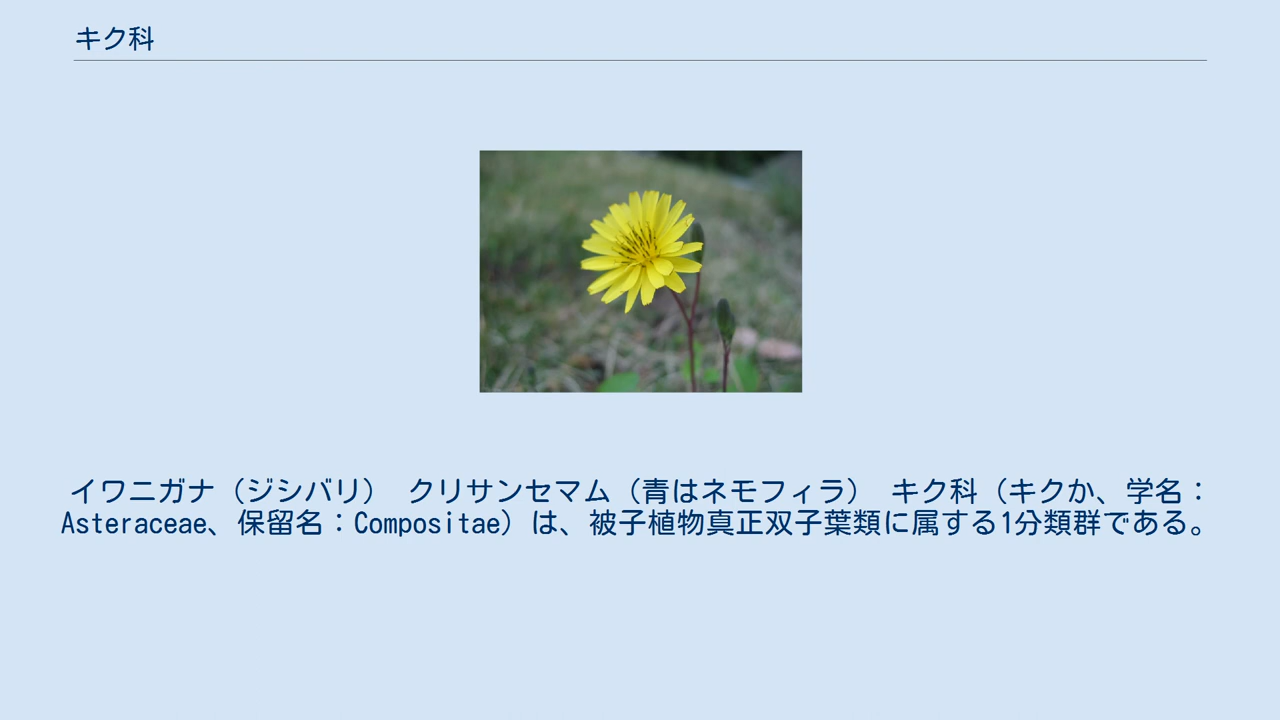 キク科
イワニガナ（ジシバリ） クリサンセマム（青はネモフィラ） キク科（キクか、学名：
Asteraceae、保留名：Compositae）は、被子植物真正双子葉類に属する1分類群である。